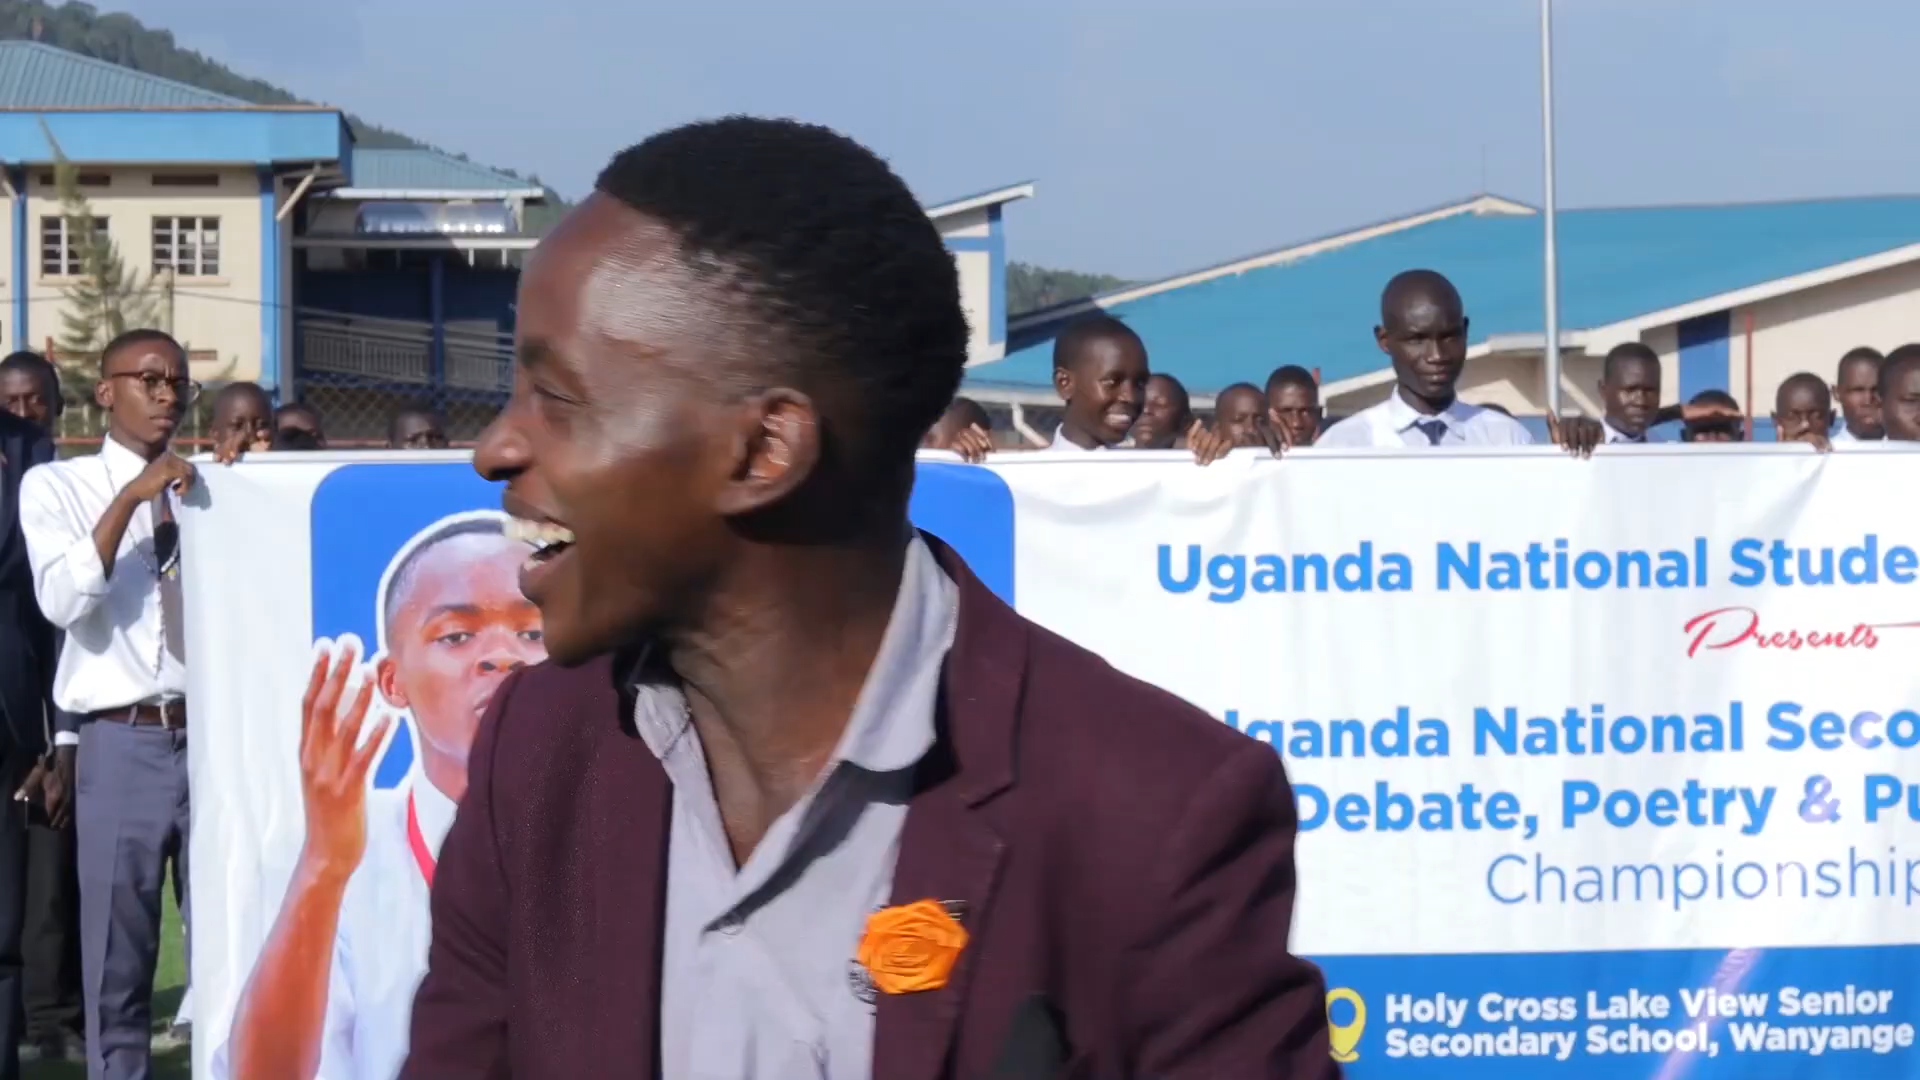 Uganda National Stude
Presents
ganda National Seco
Debate, Poetry & Pu
Championship
Holy Cross Lake View Senior
Secondary School, Wanyange